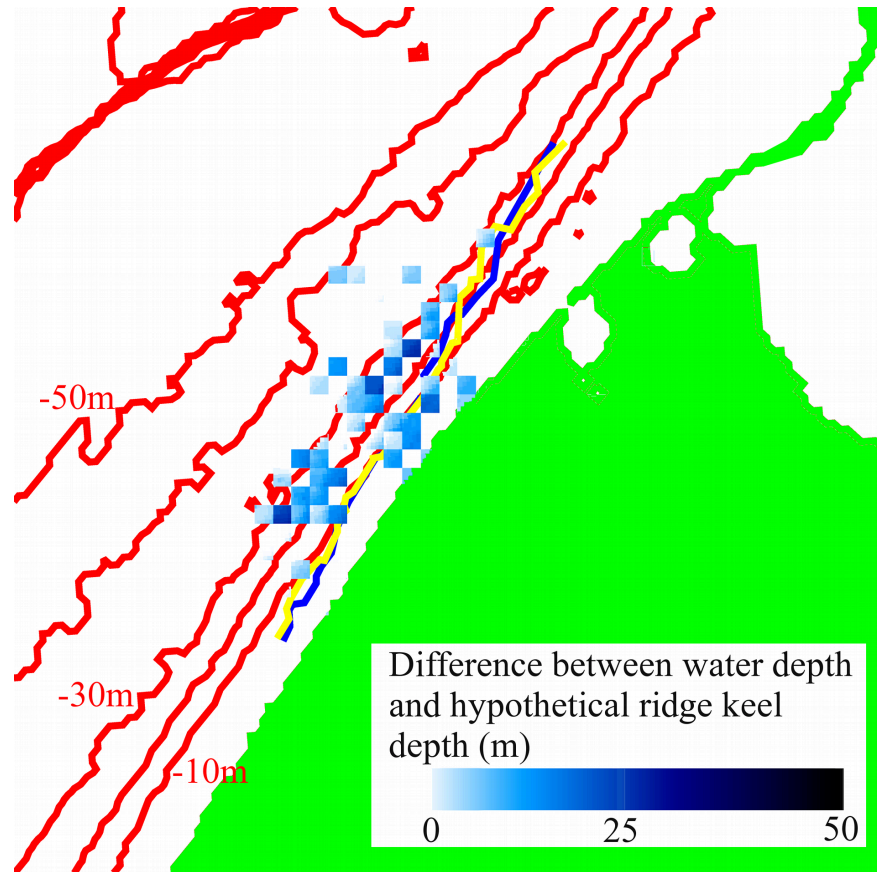 -50m
-30m
-10m
Difference between water depth
and hypothetical ridge keel
depth (m)
0 25 50